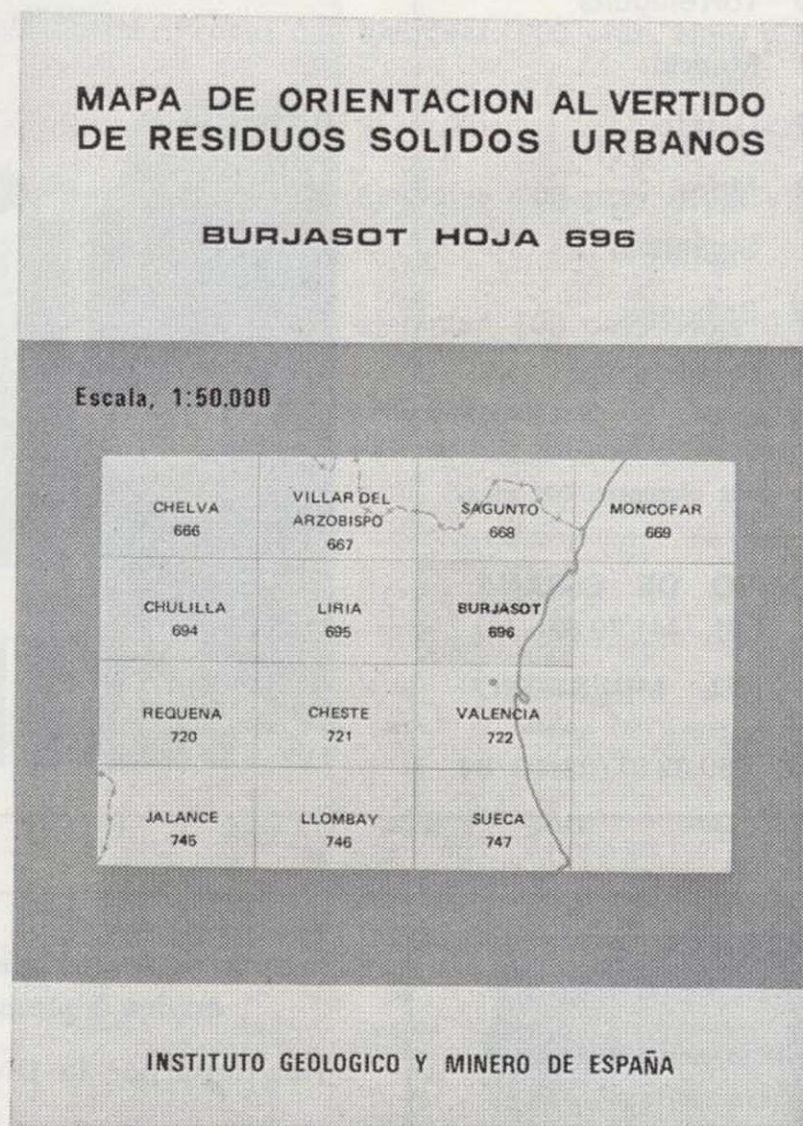 MAPA DE ORIENTACION AL VERTIDO
DE RESIDUOS SOLIDOS URBANOS
BURJASOT HOJA 696
Escala, 1:50.000
CHELVA
666
VILLAR DEL
ARZOBISPO
667
SAGUNTO
668
MONCOFAR
669
CHULILLA
694
LIRIA
695
BURJASOT
696
REQUENA
720
CHESTE
721
VALENCIA
722
JALANCE
745
LLOMBAY
746
SUECA
747
INSTITUTO GEOLOGICO Y MINERO DE ESPAÑA